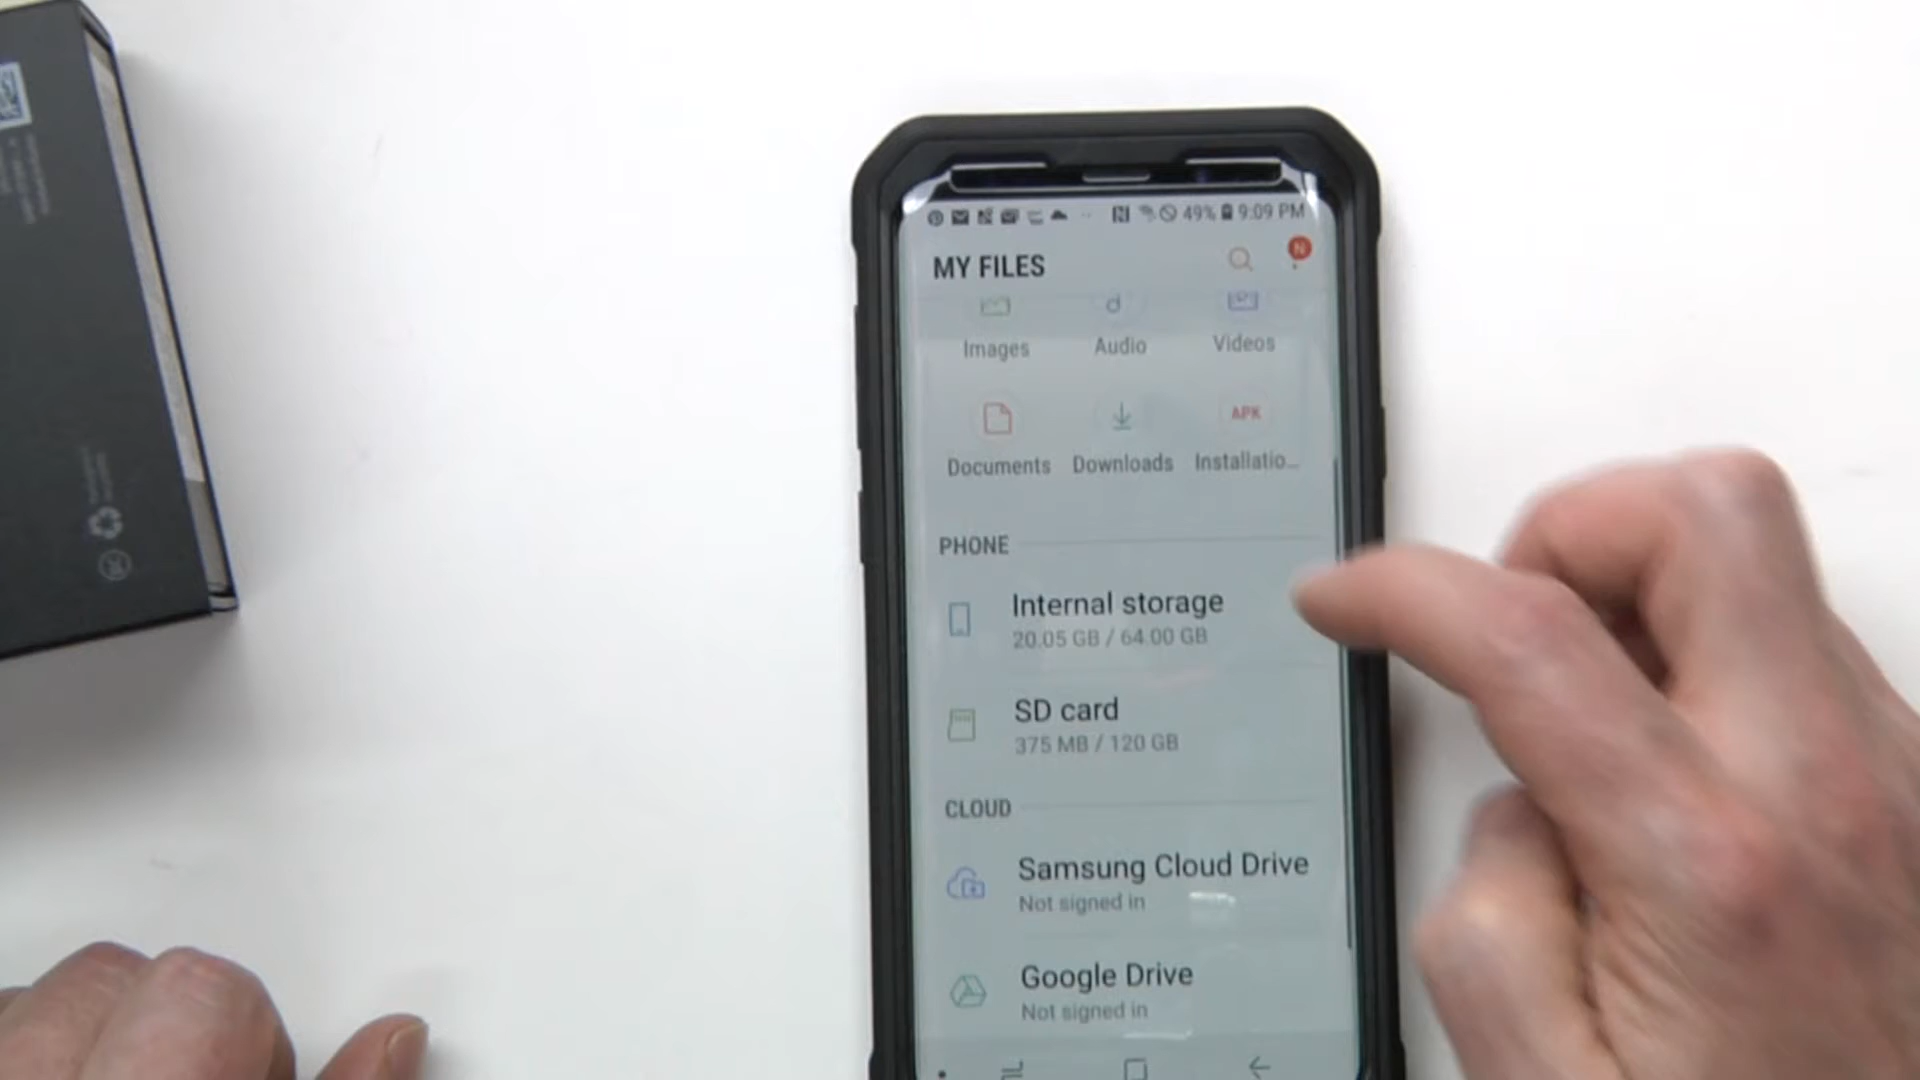 49% 9:09 PM
MY FILES
N
Images Audio Videos
APK
Documents Downloads Installatio...
PHONE
Internal storage
20.05 GB / 64.00 GB
SD card
375 MB / 120 GB
CLOUD
Samsung Cloud Drive
Not signed in
Google Drive
Not signed in